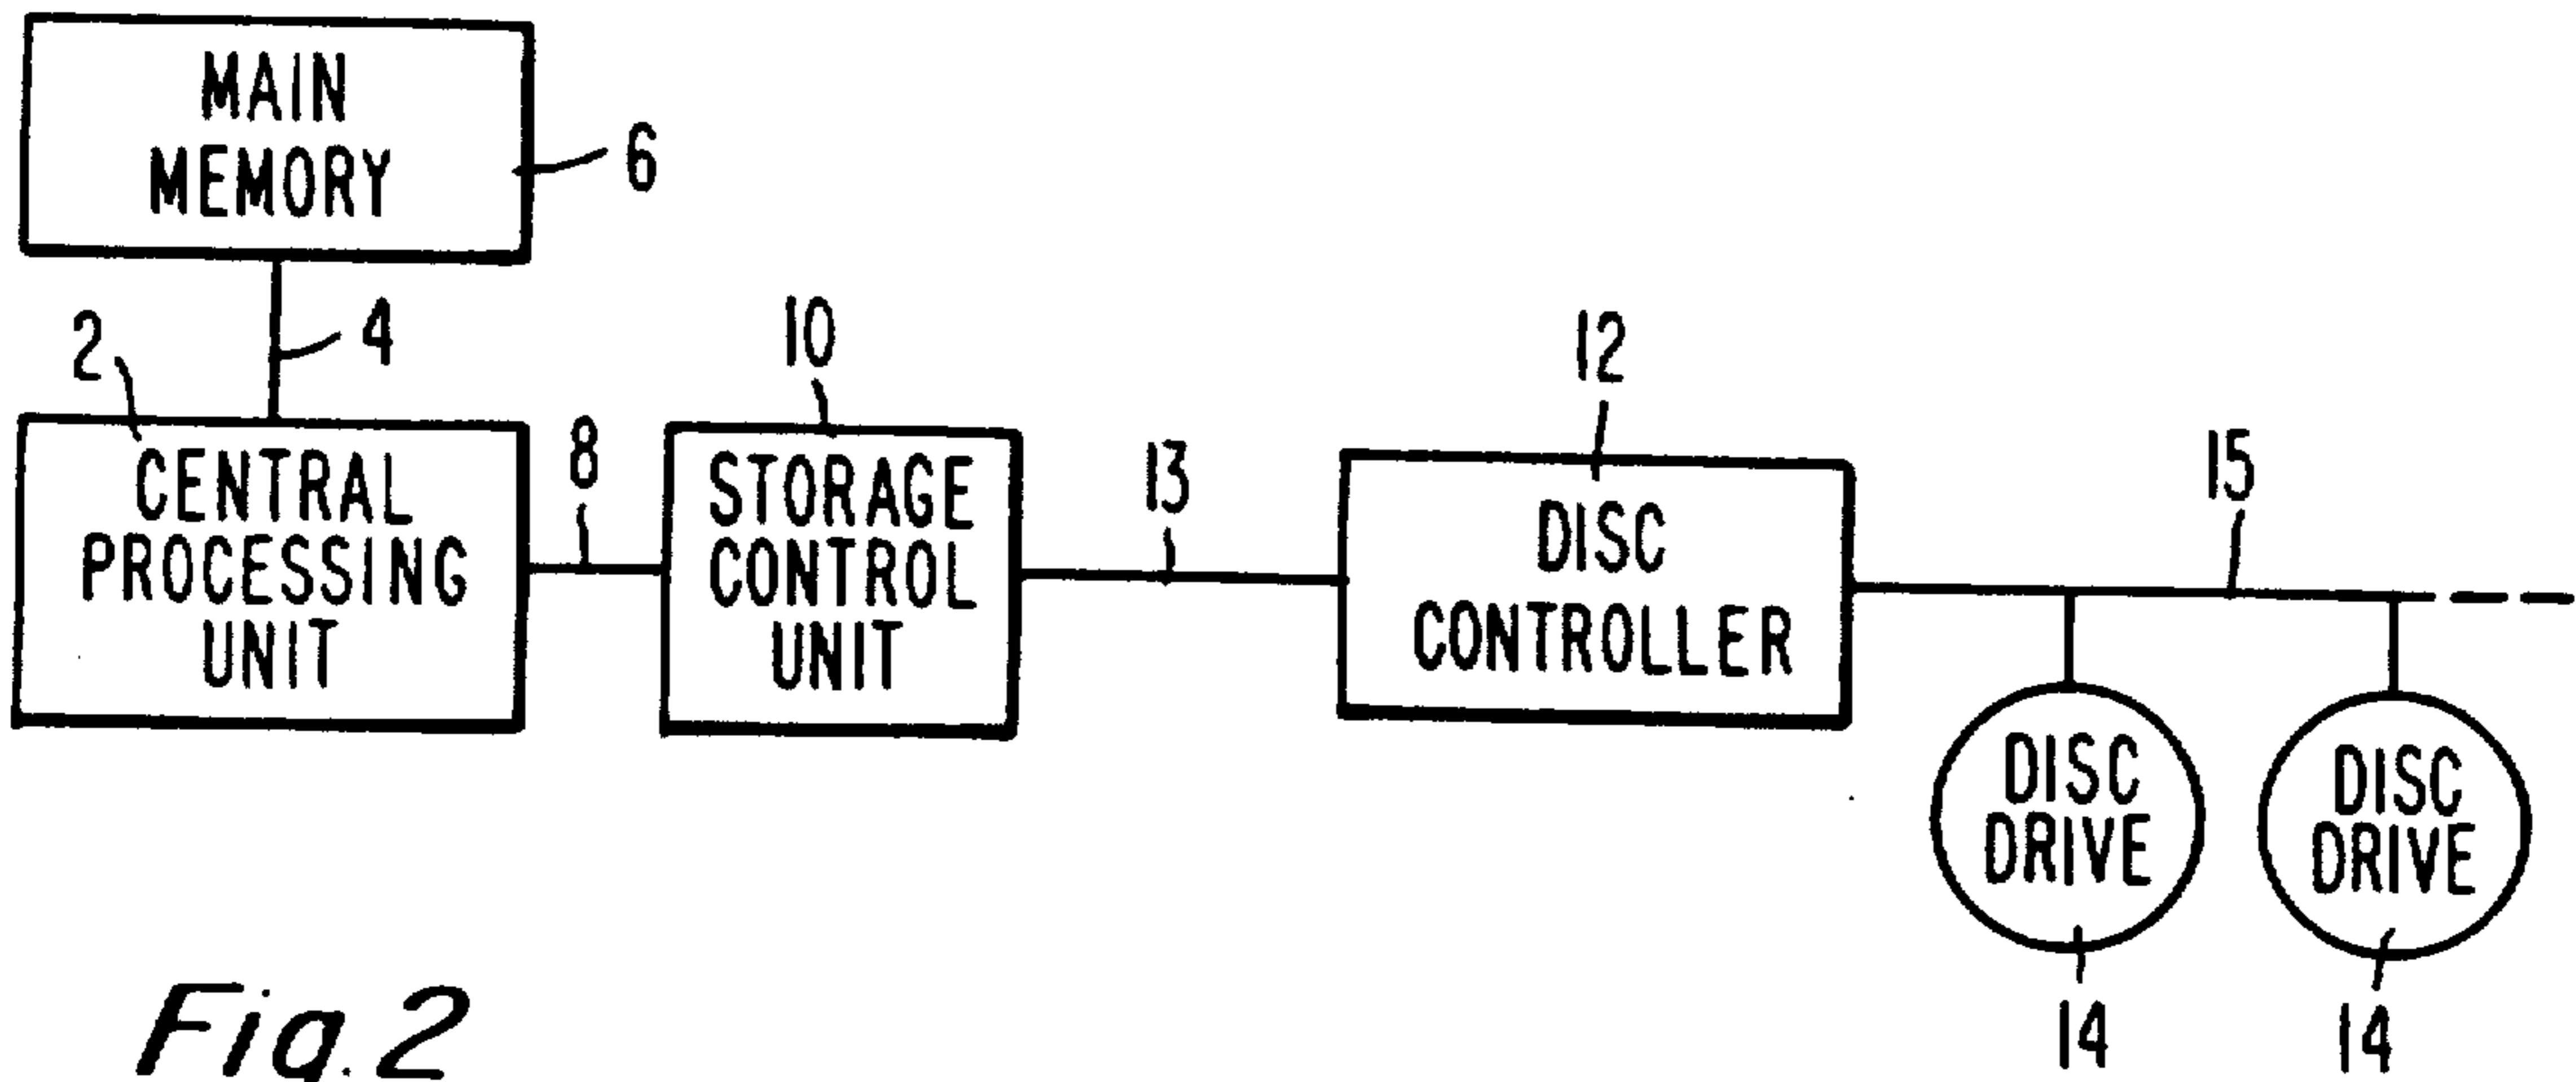 MAIN
MEMORY
6
4
2
CENTRAL
PROCESSING
UNIT
8
10
STORAGE
CONTROL
UNIT
13
12
DISC
CONTROLLER
15
DISC
DRIVE
14
DISC
DRIVE
14
Fig. 2